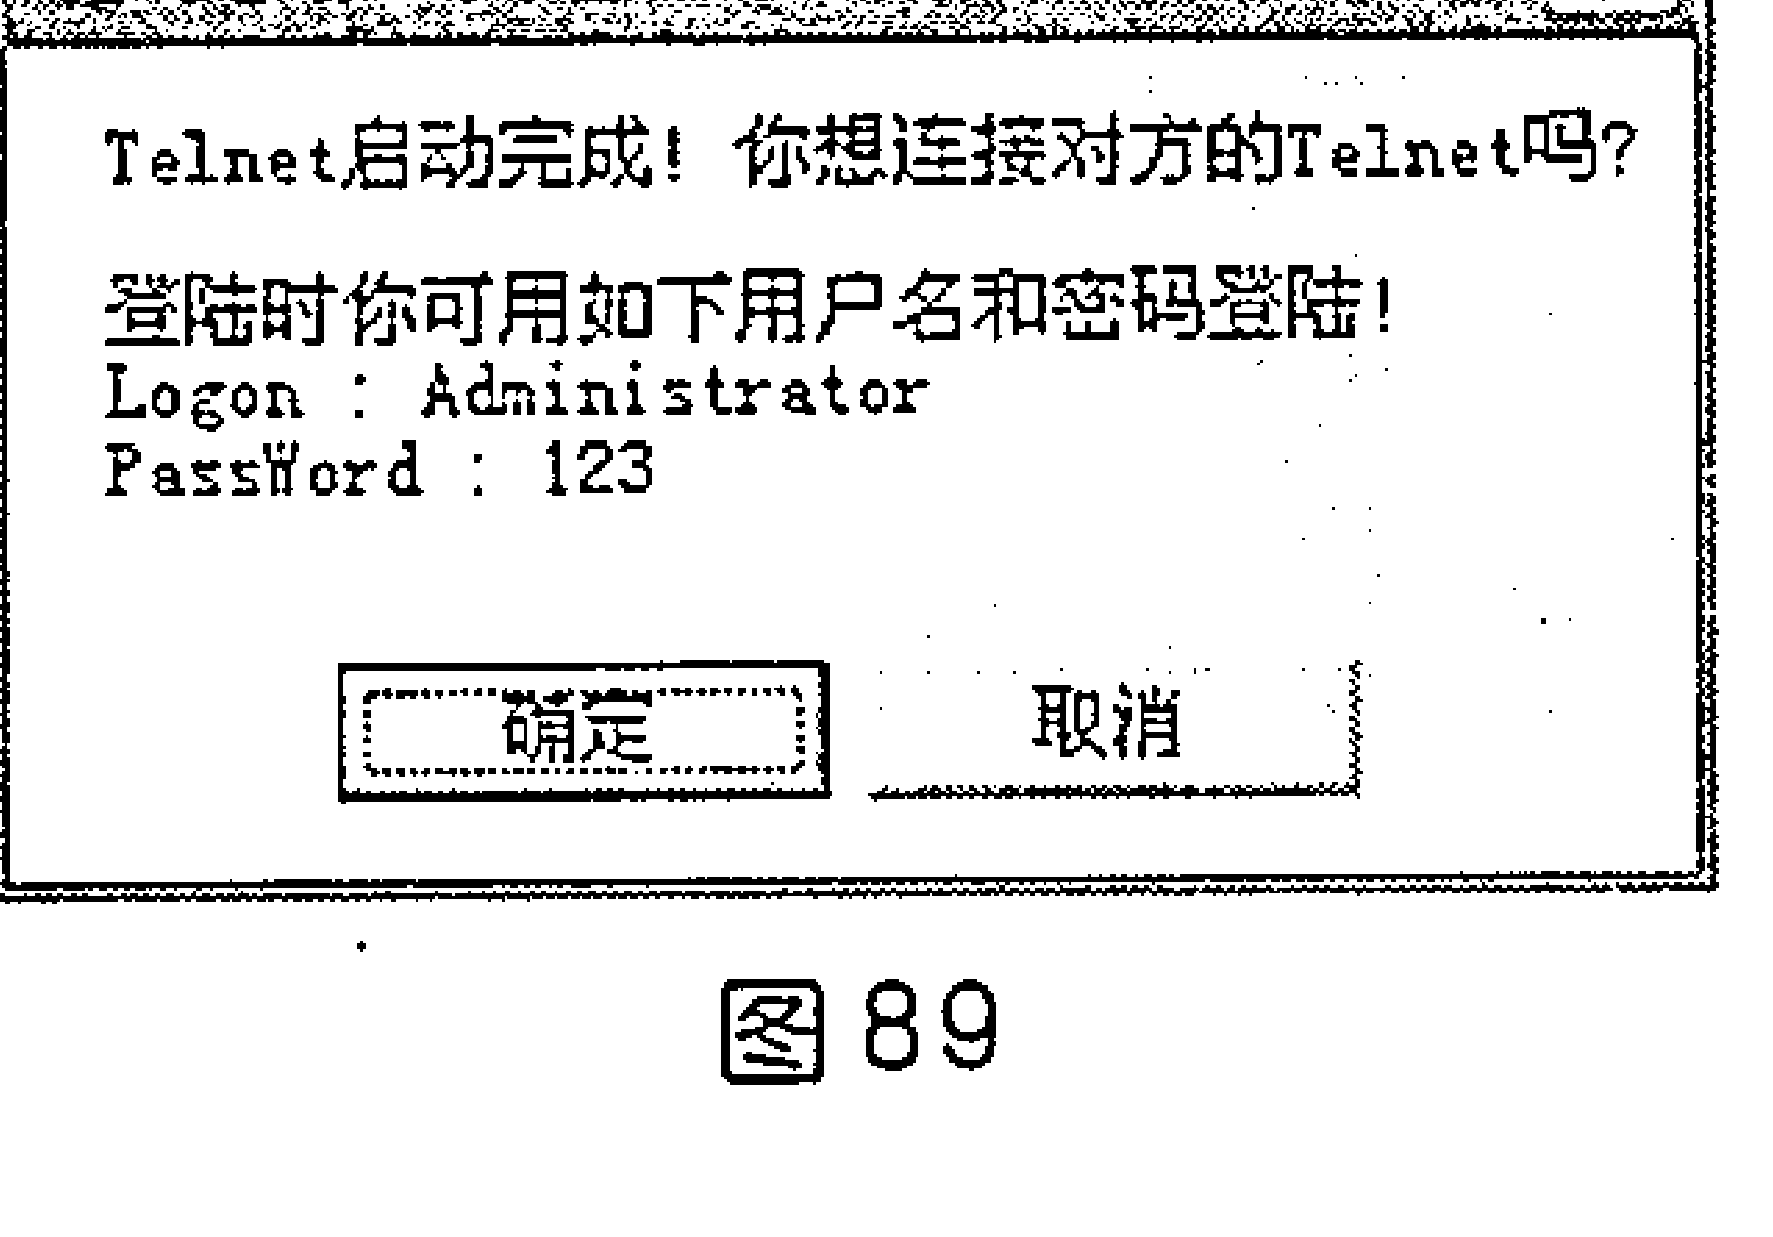 Telnet启动完成! 你想连接对方的Telnet吗?
登陆时你可用如下用户名和密码登陆!
Logon : Administrator
PassWord : 123
确定 取消
图 89